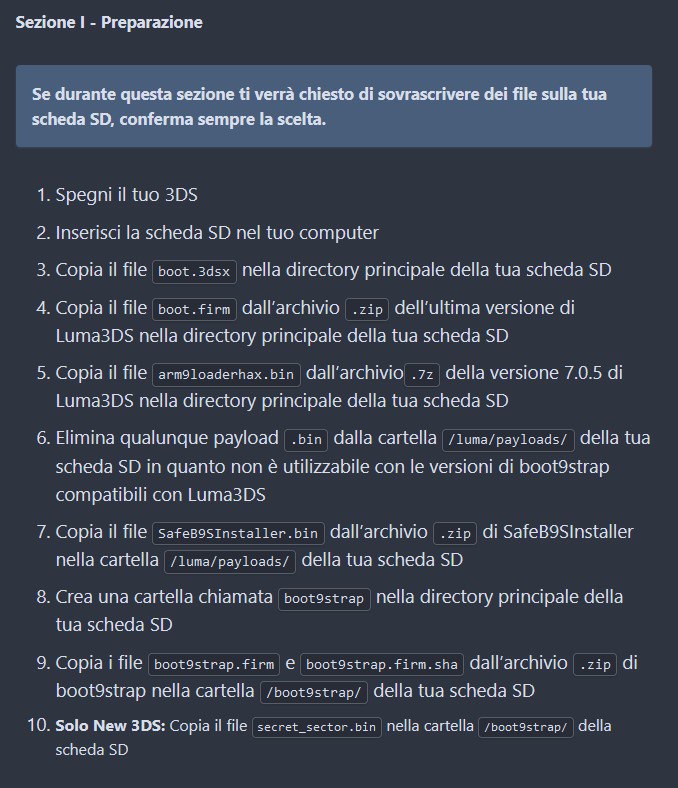 Sezione I - Preparazione
Se durante questa sezione ti verrà chiesto di sovrascrivere dei file sulla tua
scheda SD, conferma sempre la scelta.
1. Spegni il tuo 3DS
2. Inserisci la scheda SD nel tuo computer
3. Copia il file boot.3dsx nella directory principale della tua scheda SD
4. Copia il file boot.firm dall’archivio .zip dell’ultima versione di
Luma3DS nella directory principale della tua scheda SD
5. Copia il file arm9loaderhax.bin dall’archivio .7z della versione 7.0.5 di
Luma3DS nella directory principale della tua scheda SD
6. Elimina qualunque payload .bin dalla cartella /luma/payloads/ della tua
scheda SD in quanto non è utilizzabile con le versioni di boot9strap
compatibili con Luma3DS
7. Copia il file SafeB9SInstaller.bin dall’archivio .zip di SafeB9SInstaller
nella cartella /luma/payloads/ della tua scheda SD
8. Crea una cartella chiamata boot9strap nella directory principale della
tua scheda SD
9. Copia i file boot9strap.firm e boot9strap.firm.sha dall’archivio .zip di
boot9strap nella cartella /boot9strap/ della tua scheda SD
10. Solo New 3DS: Copia il file secret_sector.bin nella cartella /boot9strap/ della
scheda SD